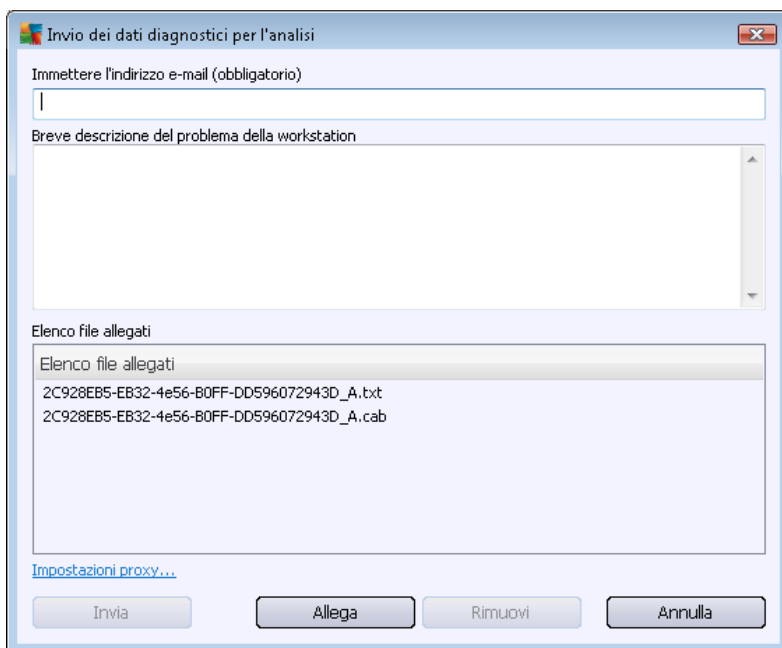 Invio dei dati diagnostici per l'analisi
Immettere l'indirizzo e-mail (obbligatorio)
Breve descrizione del problema della workstation
Elenco file allegati
Elenco file allegati
2C928EB5-EB32-4e56-B0FF-DD596072943D_A.txt
2C928EB5-EB32-4e56-B0FF-DD596072943D_A.cab
Impostazioni proxy...
Invia Allega Rimuovi Annulla